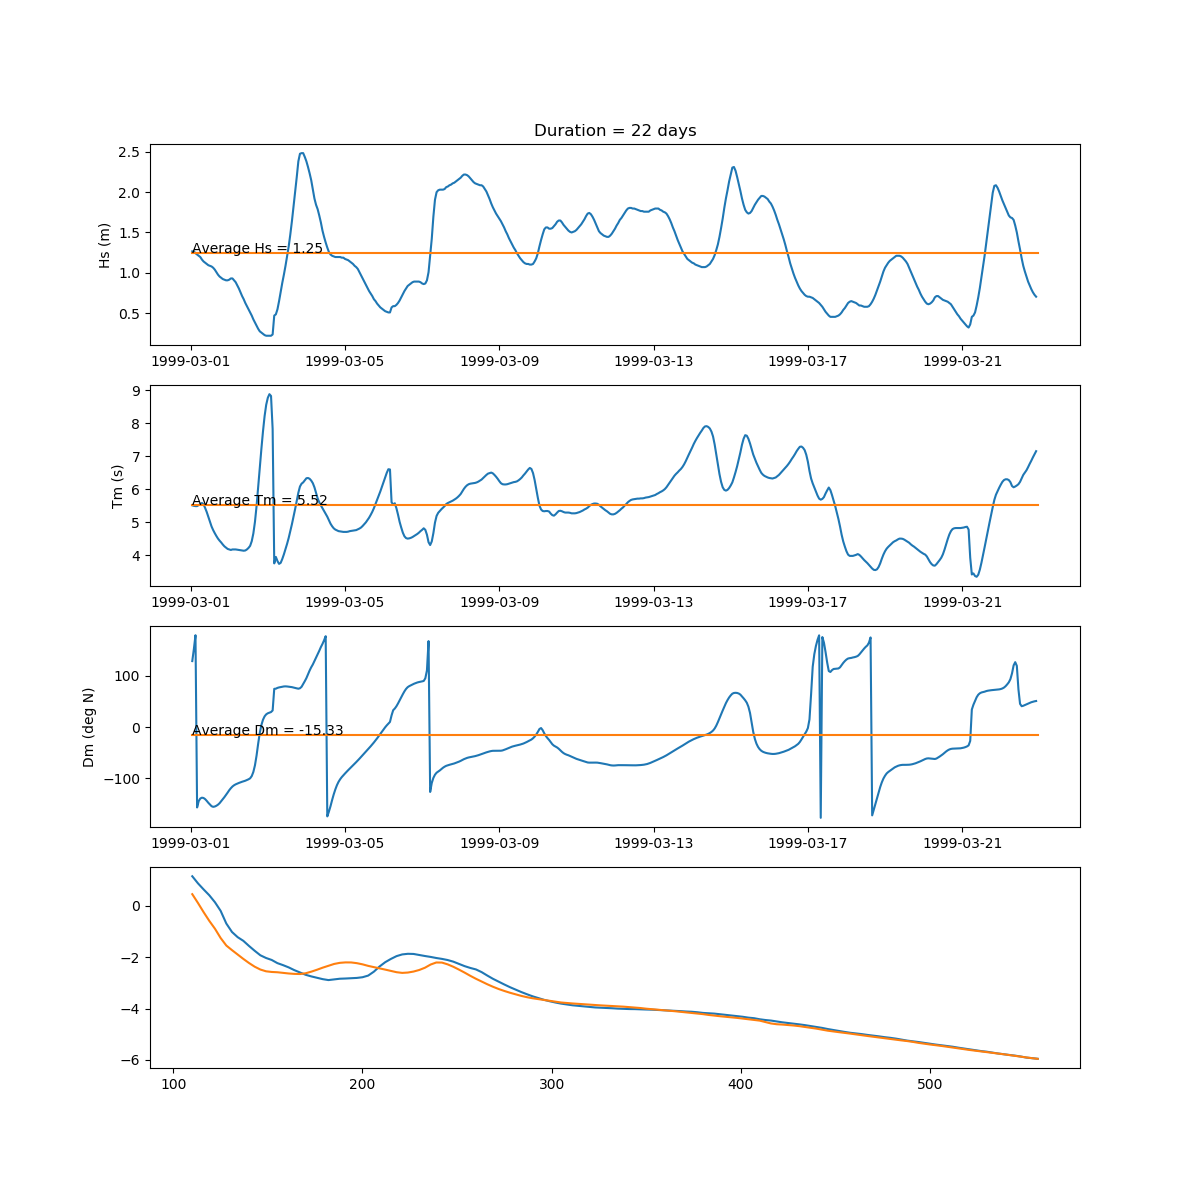 Duration = 22 days
2.5
2.0
1.5
1.0
0.5
Hs (m)
Average Hs = 1.25
1999-03-01 1999-03-05 1999-03-09 1999-03-13 1999-03-17 1999-03-21
9
8
7
6
5
4
Tm (s)
Average Tm = 5.52
1999-03-01 1999-03-05 1999-03-09 1999-03-13 1999-03-17 1999-03-21
100
0
−100
Dm (deg N)
Average Dm = -15.33
1999-03-01 1999-03-05 1999-03-09 1999-03-13 1999-03-17 1999-03-21
0
−2
−4
−6
100 200 300 400 500